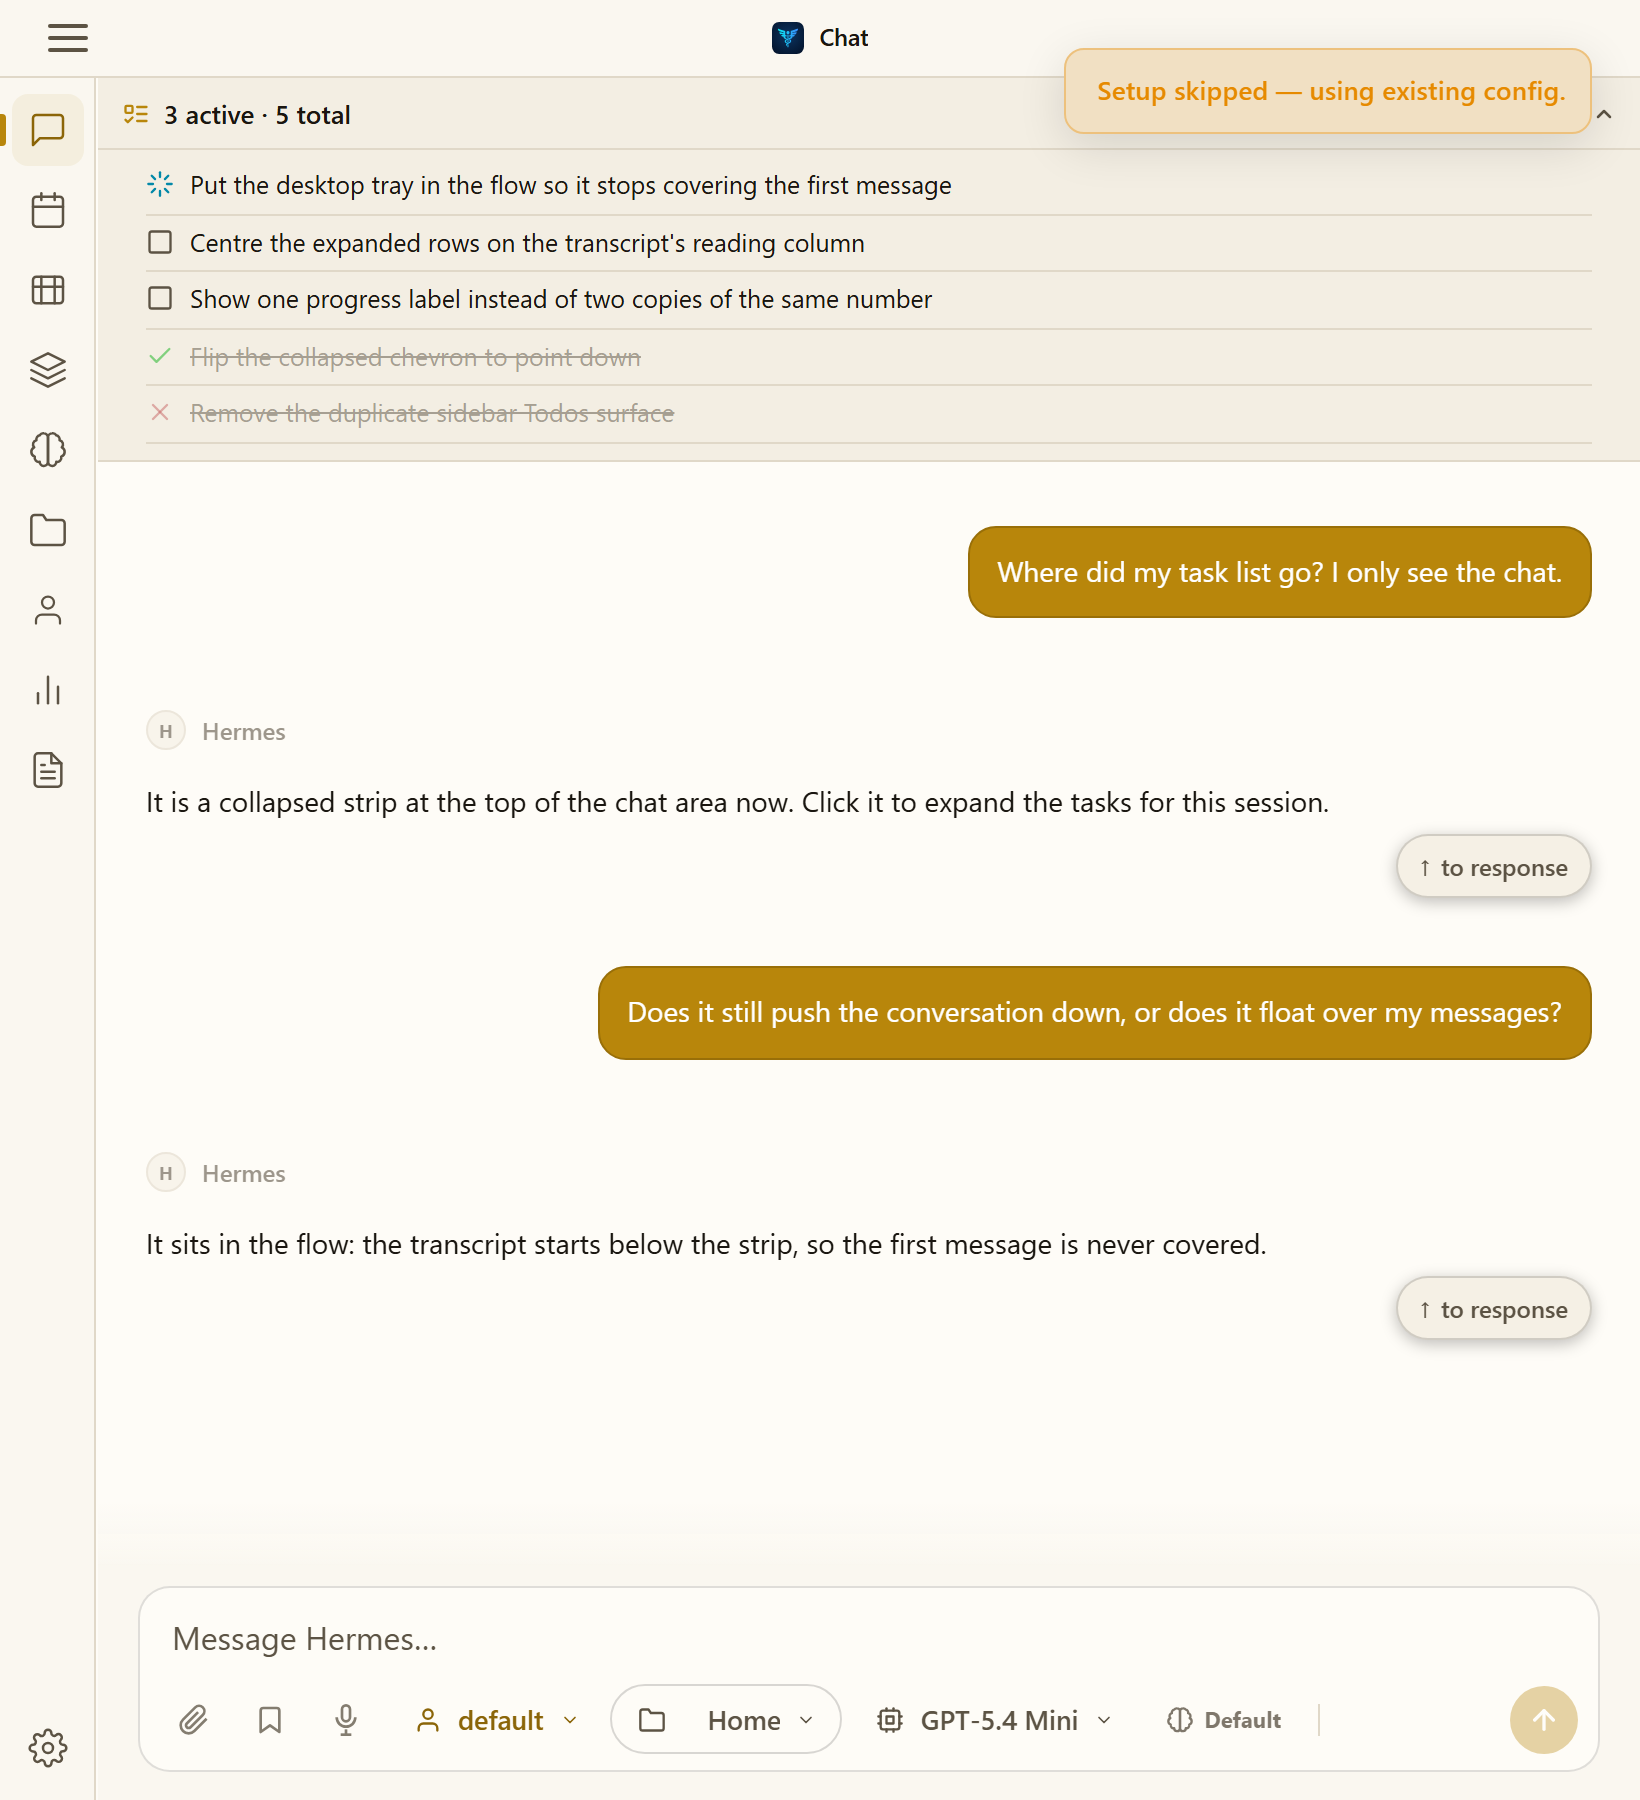 Chat
Setup skipped — using existing config.
3 active · 5 total
Put the desktop tray in the flow so it stops covering the first message
Centre the expanded rows on the transcript's reading column
Show one progress label instead of two copies of the same number
Flip the collapsed chevron to point down
Remove the duplicate sidebar Todos surface
Where did my task list go? I only see the chat.
H Hermes
It is a collapsed strip at the top of the chat area now. Click it to expand the tasks for this session.
↑ to response
Does it still push the conversation down, or does it float over my messages?
H Hermes
It sits in the flow: the transcript starts below the strip, so the first message is never covered.
↑ to response
Message Hermes...
default Home GPT-5.4 Mini Default